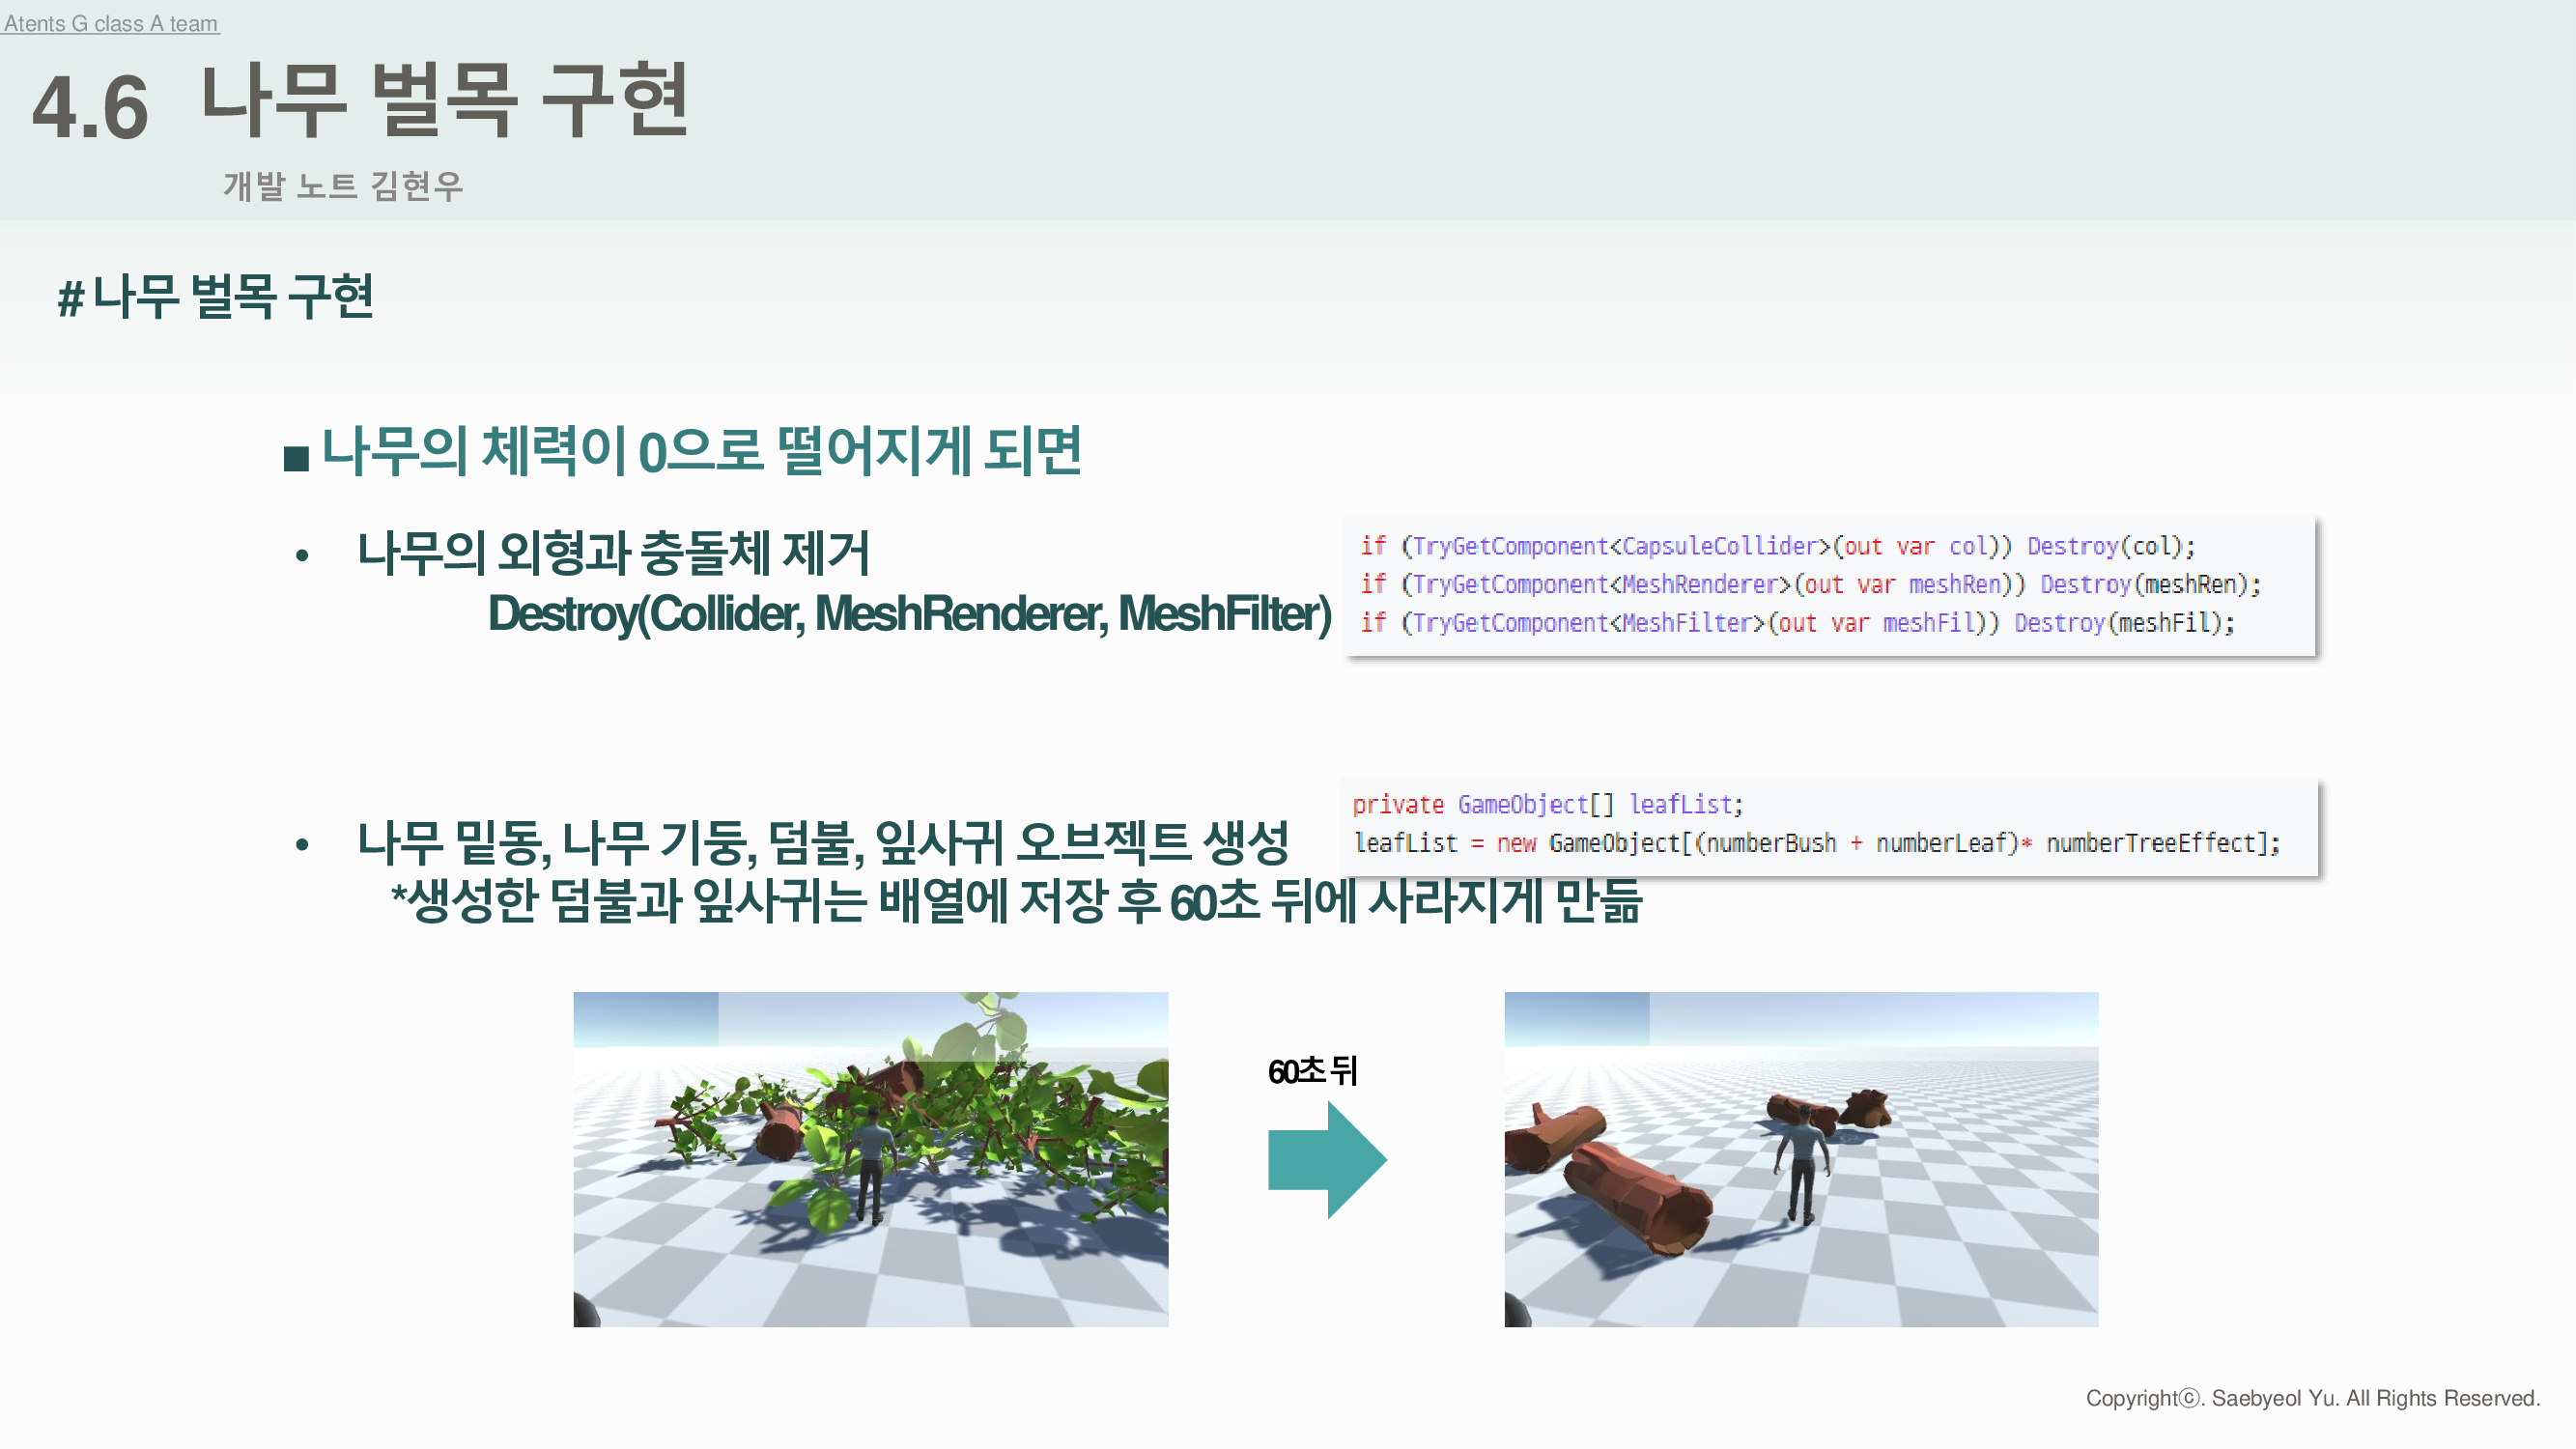 Atents G class A team
4.6 나무 벌목 구현
개발 노트 김현우
# 나무 벌목 구현
■ 나무의 체력이 0으로 떨어지게 되면
• 나무의 외형과 충돌체 제거
Destroy(Collider, MeshRenderer, MeshFilter)
if (TryGetComponent<CapsuleCollider>(out var col)) Destroy(col);
if (TryGetComponent<MeshRenderer>(out var meshRen)) Destroy(meshRen);
if (TryGetComponent<MeshFilter>(out var meshFil)) Destroy(meshFil);
private GameObject[] leafList;
leafList = new GameObject[(numberBush + numberLeaf)* numberTreeEffect];
• 나무 밑동, 나무 기둥, 덤불, 잎사귀 오브젝트 생성
*생성한 덤불과 잎사귀는 배열에 저장 후 60초 뒤에 사라지게 만듦
60초 뒤
Copyrightⓒ. Saebyeol Yu. All Rights Reserved.